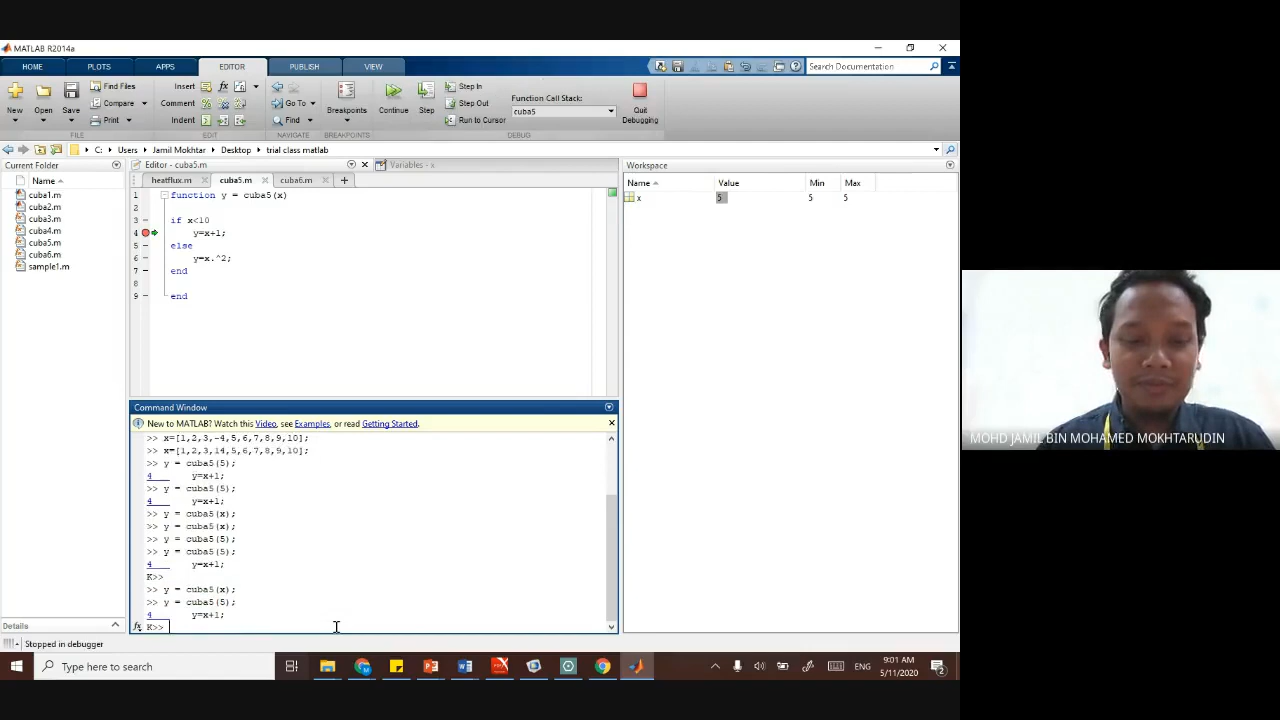 MATLAB R2014a
HOME PLOTS APPS EDITOR PUBLISH VIEW Search Documentation
New Open Save Find Files Compare Print Insert Comment Indent fx Go To Find Breakpoints Continue Step Step In Step Out Run to Cursor Function Call Stack: cuba5 Quit Debugging
FILE EDIT NAVIGATE BREAKPOINTS DEBUG
C: Users Jamil Mokhtar Desktop trial class matlab
Current Folder
Name
cuba1.m
cuba2.m
cuba3.m
cuba4.m
cuba5.m
cuba6.m
sample1.m
Details
Editor - cuba5.m Variables - x
heatflux.m cuba5.m cuba6.m
1 function y = cuba5(x)
2
3 if x<10
4 y=x+1;
5 else
6 y=x.^2;
7 end
8
9 end
Command Window
New to MATLAB? Watch this Video, see Examples, or read Getting Started.
>> x=[1,2,3,-4,5,6,7,8,9,10];
>> x=[1,2,3,14,5,6,7,8,9,10];
>> y = cuba5(5);
4 y=x+1;
>> y = cuba5(5);
4 y=x+1;
>> y = cuba5(x);
>> y = cuba5(x);
>> y = cuba5(5);
>> y = cuba5(5);
4 y=x+1;
K>>
>> y = cuba5(x);
>> y = cuba5(5);
4 y=x+1;
fx K>>
Workspace
Name Value Min Max
x 5 5 5
MOHD JAMIL BIN MOHAMED MOKHTARUDIN
Stopped in debugger
Type here to search
ENG
9:01 AM
5/11/2020
2